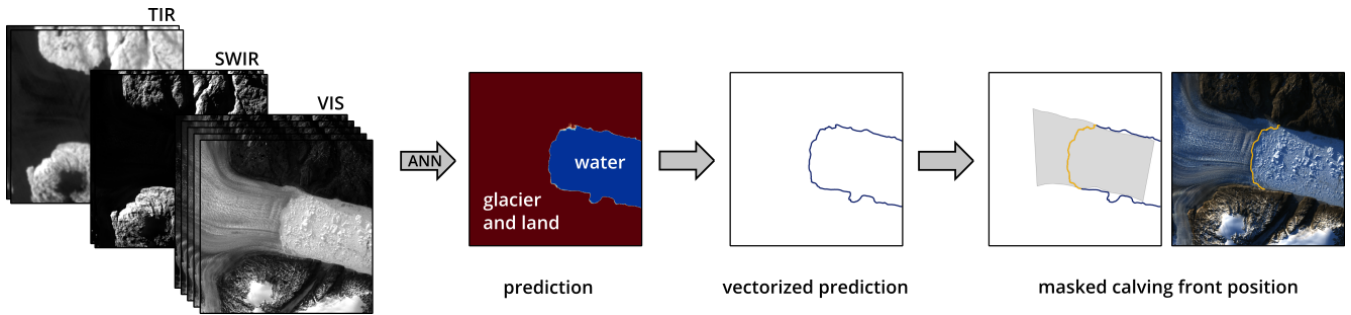 TIR
SWIR
VIS
ANN
water
glacier
and land
prediction
vectorized prediction
masked calving front position